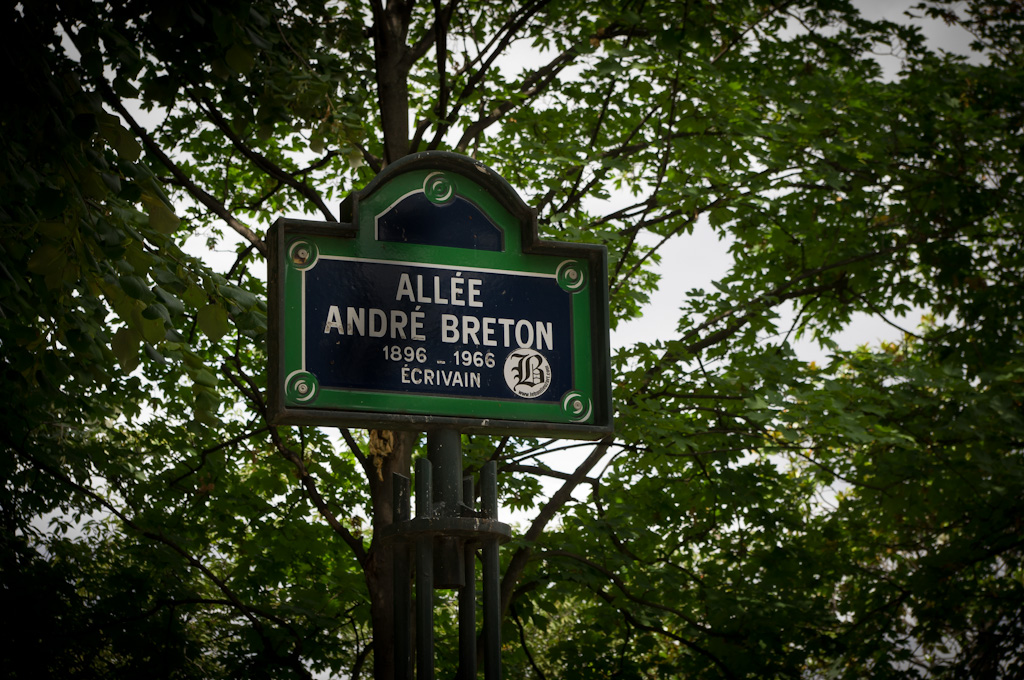 ALLÉE
ANDRÉ BRETON
1896 - 1966
ÉCRIVAIN
B